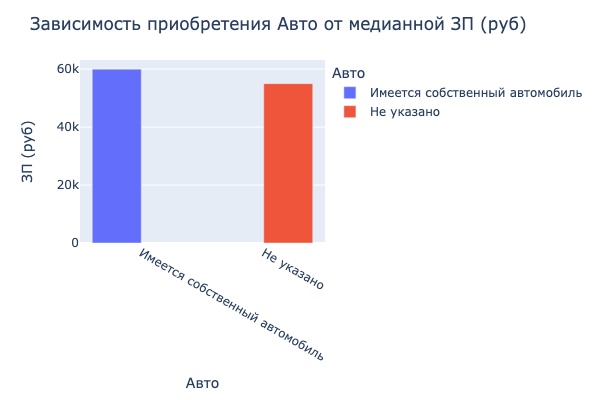 Зависимость приобретения Авто от медианной ЗП (руб)
60k
40k
20k
0
ЗП (руб)
Имеется собственный автомобиль
Не указано
Авто
Авто
Имеется собственный автомобиль
Не указано